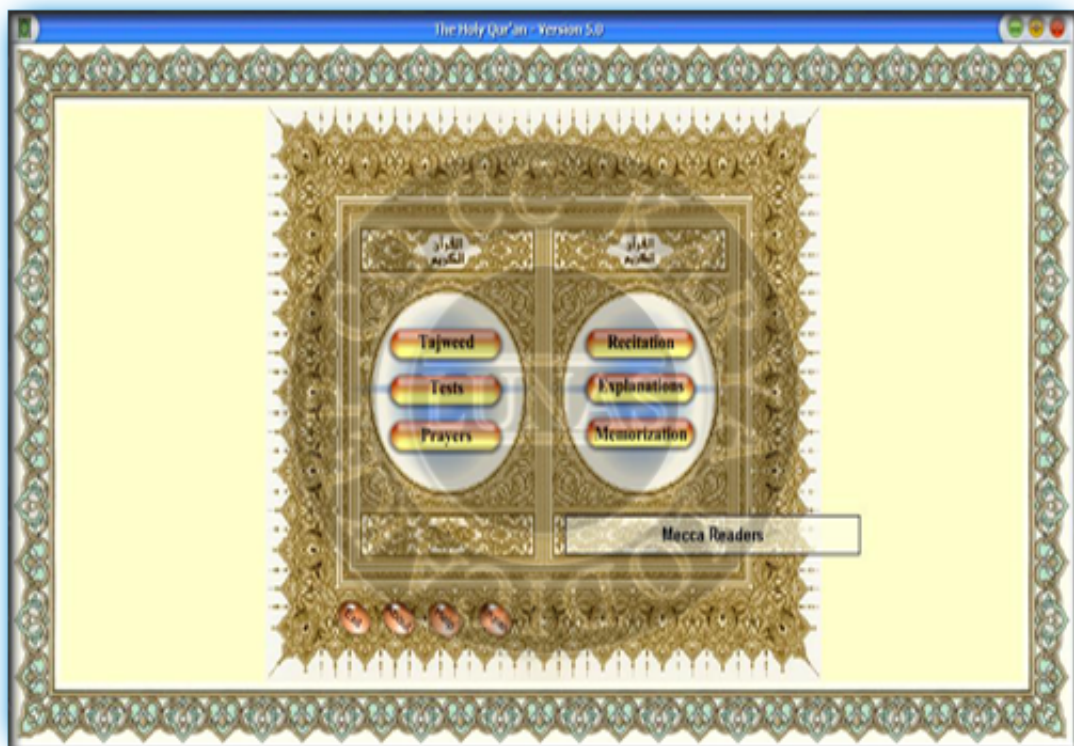 The Holy Qur'an - Version 5.0
القرآن
الكريم
القرآن
الكريم
Tajweed
Recitation
Tests
Explanations
Prayers
Memorization
Mecca Readers